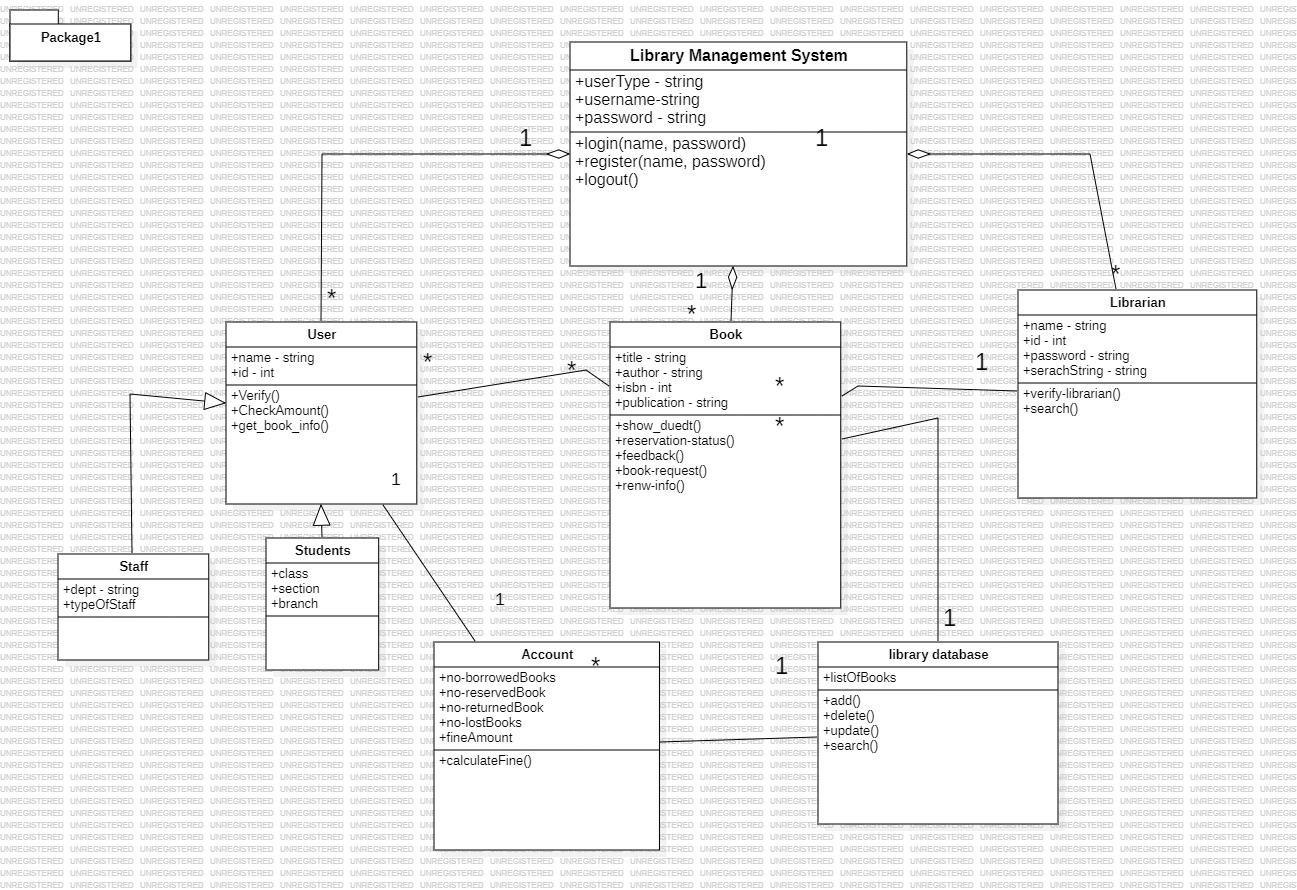 Package1
Library Management System
+userType - string
+username-string
+password - string
+login(name, password)
+register(name, password)
+logout()
1
1
1
*
*
*
User
+name - string
+id - int
+Verify()
+CheckAmount()
+get_book_info()
1
*
*
Book
+title - string
+author - string
+isbn - int
+publication - string
*
+show_duedt()
+reservation-status()
+feedback()
+book-request()
+renw-info()
*
1
Librarian
+name - string
+id - int
+password - string
+serachString - string
+verify-librarian()
+search()
Staff
+dept - string
+typeOfStaff
Students
+class
+section
+branch
1
Account
*
+no-borrowedBooks
+no-reservedBook
+no-returnedBook
+no-lostBooks
+fineAmount
+calculateFine()
1
1
library database
+listOfBooks
+add()
+delete()
+update()
+search()
UNREGISTERED